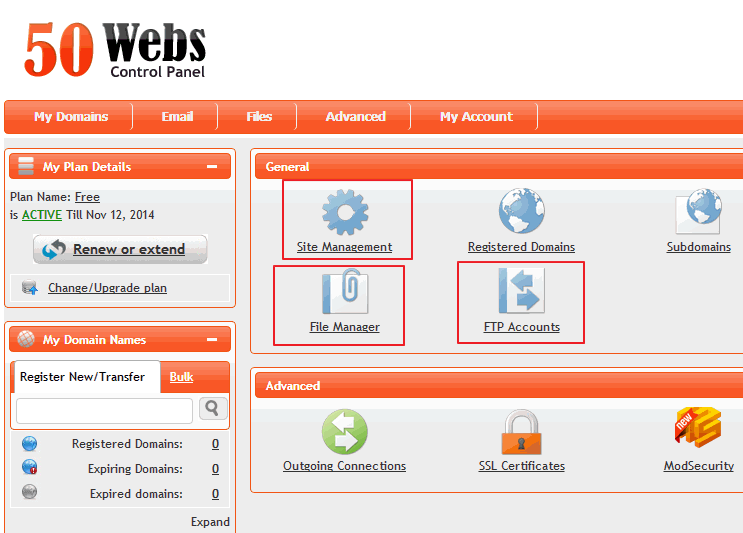 50 Webs
Control Panel
My Domains Email Files Advanced My Account
My Plan Details
Plan Name: Free
is ACTIVE Till Nov 12, 2014
Renew or extend
Change/Upgrade plan
My Domain Names
Register New/Transfer Bulk
Registered Domains: 0
Expiring Domains: 0
Expired domains: 0
Expand
General
Site Management Registered Domains Subdomains
File Manager FTP Accounts
Advanced
new
Outgoing Connections SSL Certificates ModSecurity